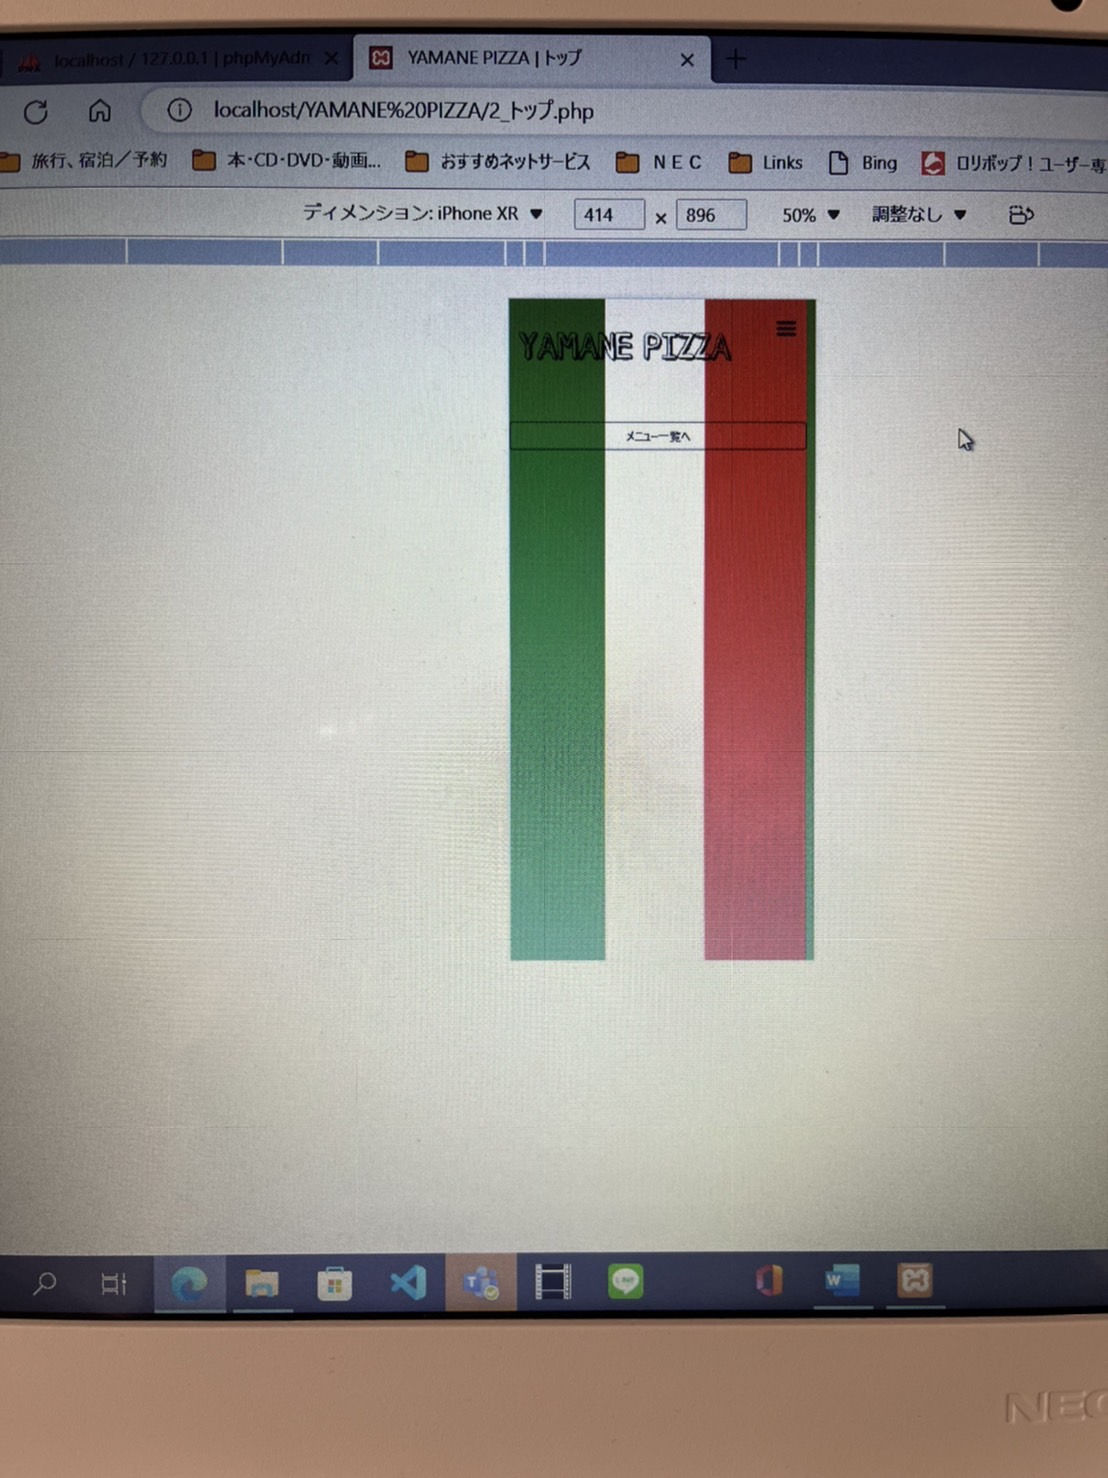 localhost / 127.0.0.1 | phpMyAdn
YAMANE PIZZA | トップ
localhost/YAMANE%20PIZZA/2_トップ.php
旅行、宿泊／予約
本・CD・DVD・動画...
おすすめネットサービス
ＮＥＣ
Links
Bing
ロリポップ！ユーザー専
ディメンション: iPhone XR
414 × 896
50%
調整なし
YAMANE PIZZA
メニュー一覧へ
LINE
NEC